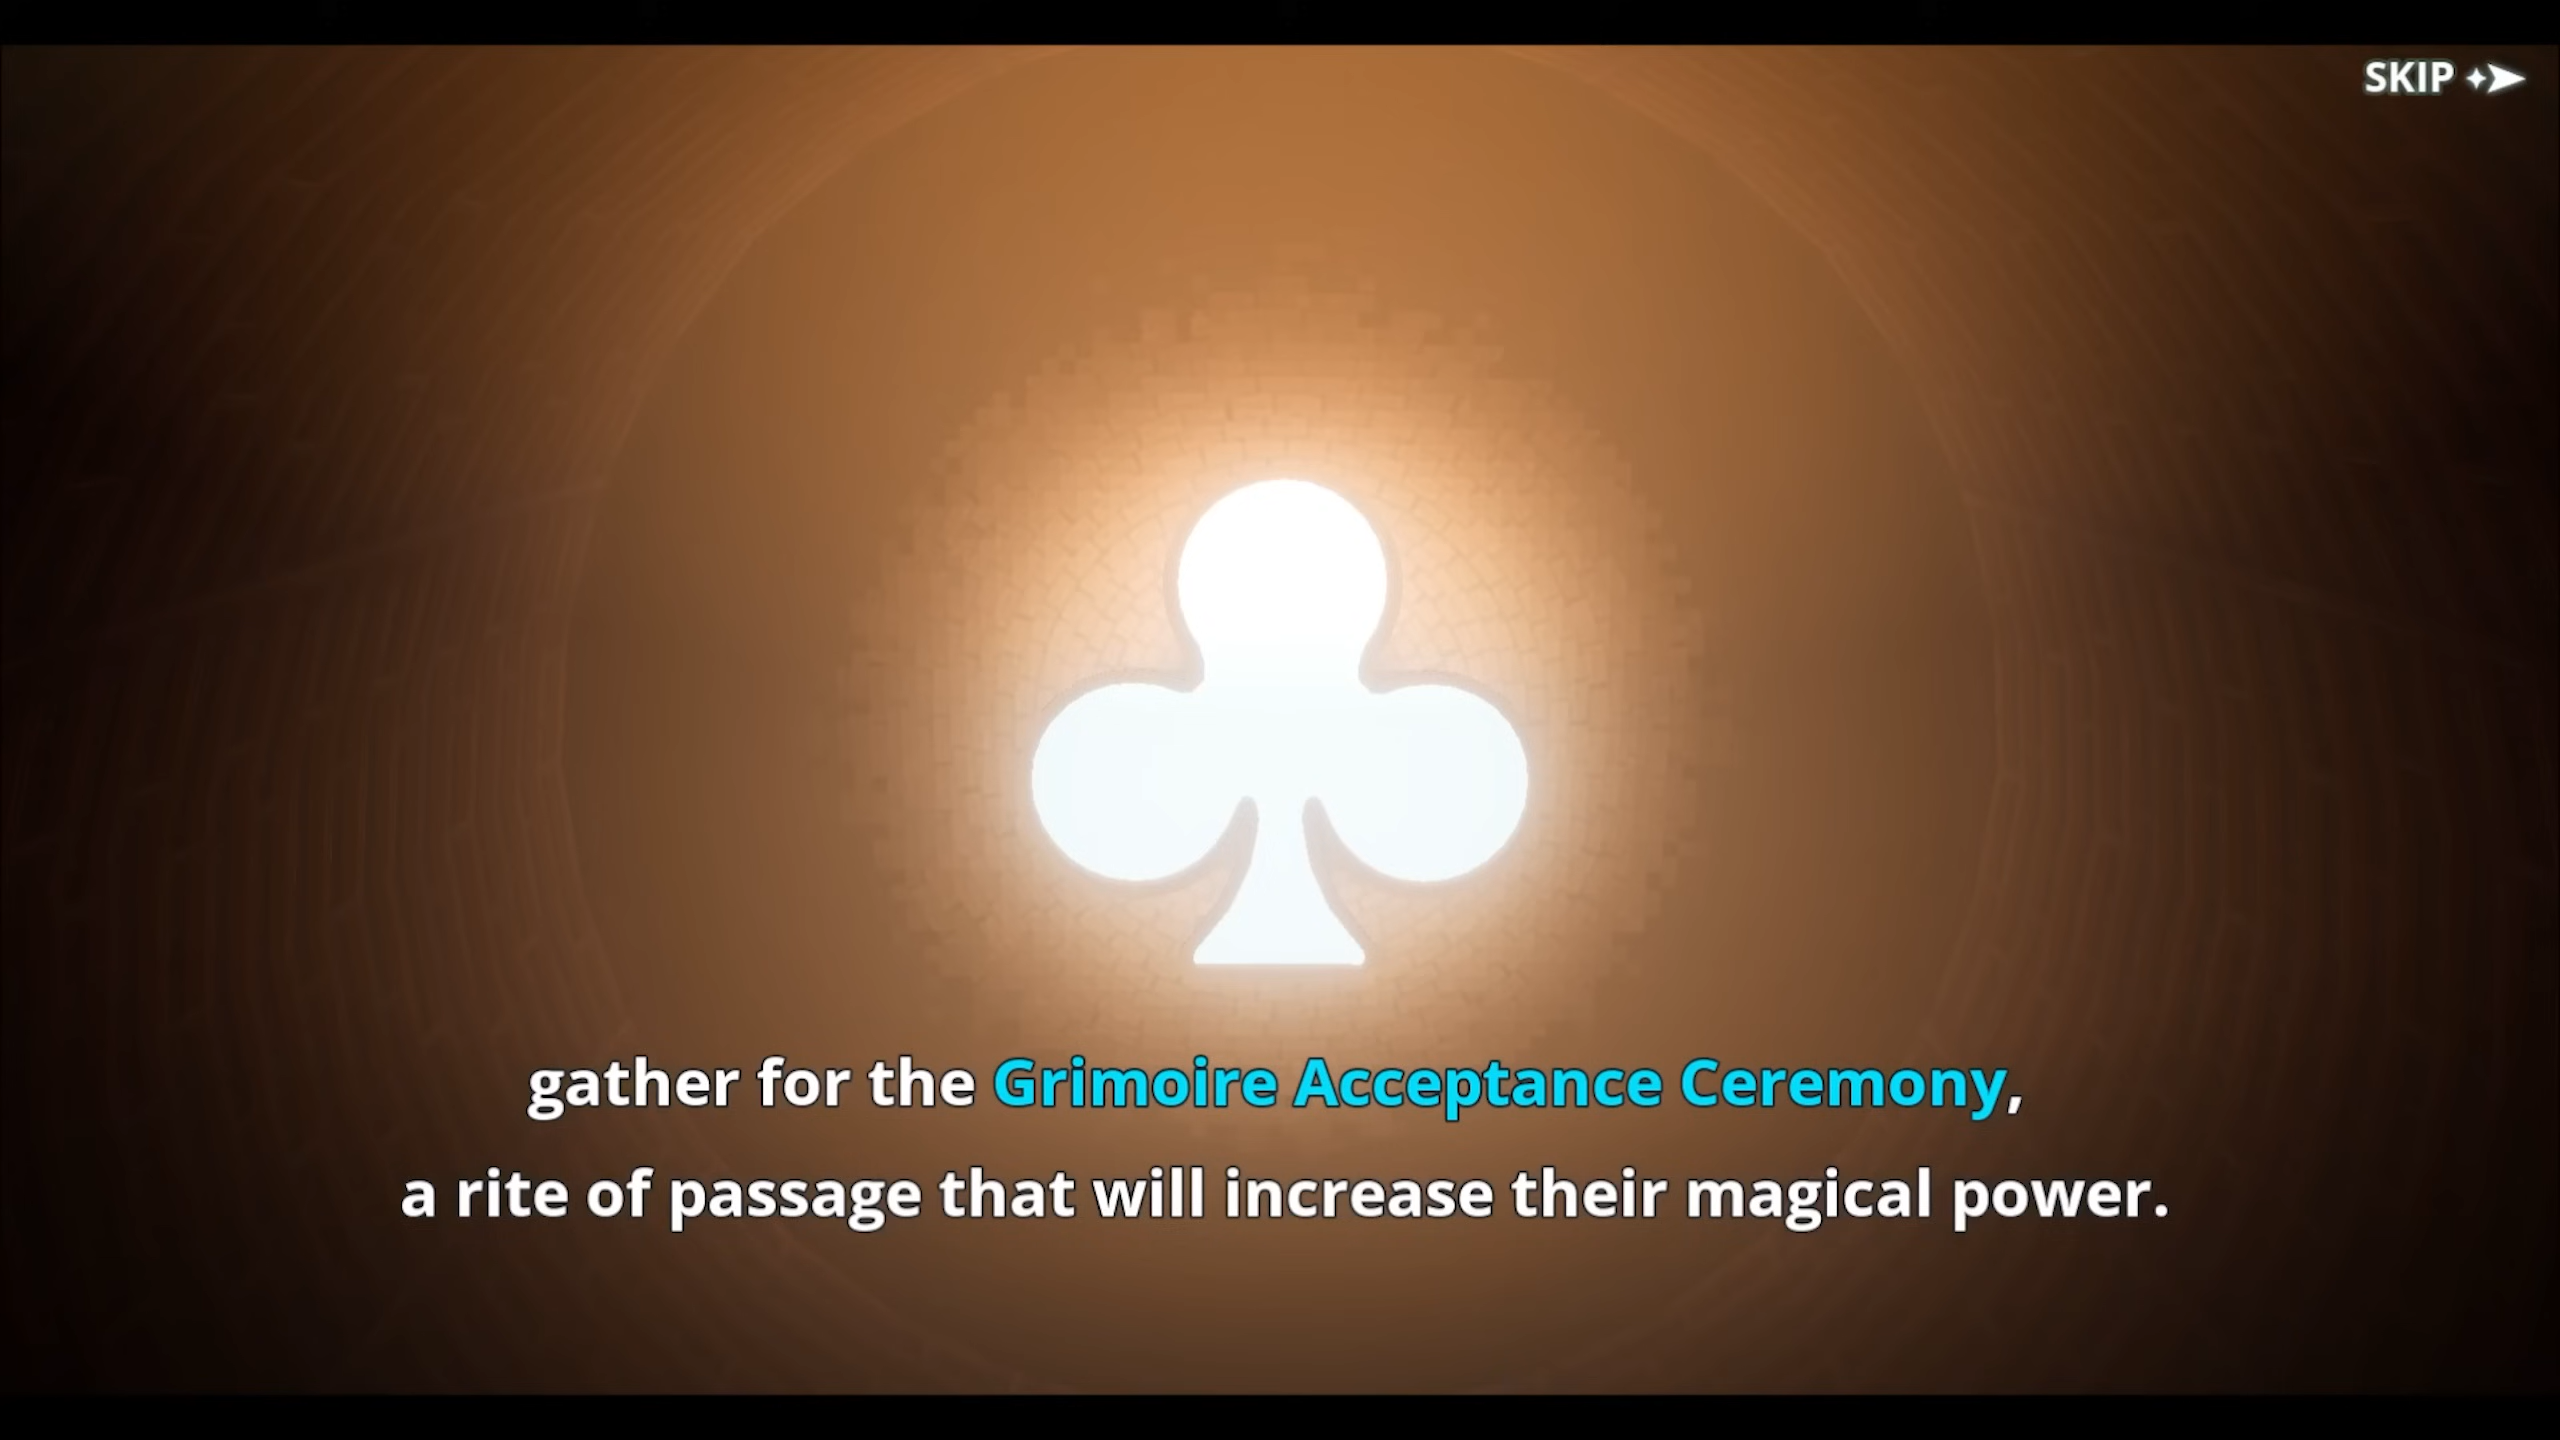 SKIP
gather for the Grimoire Acceptance Ceremony,
a rite of passage that will increase their magical power.